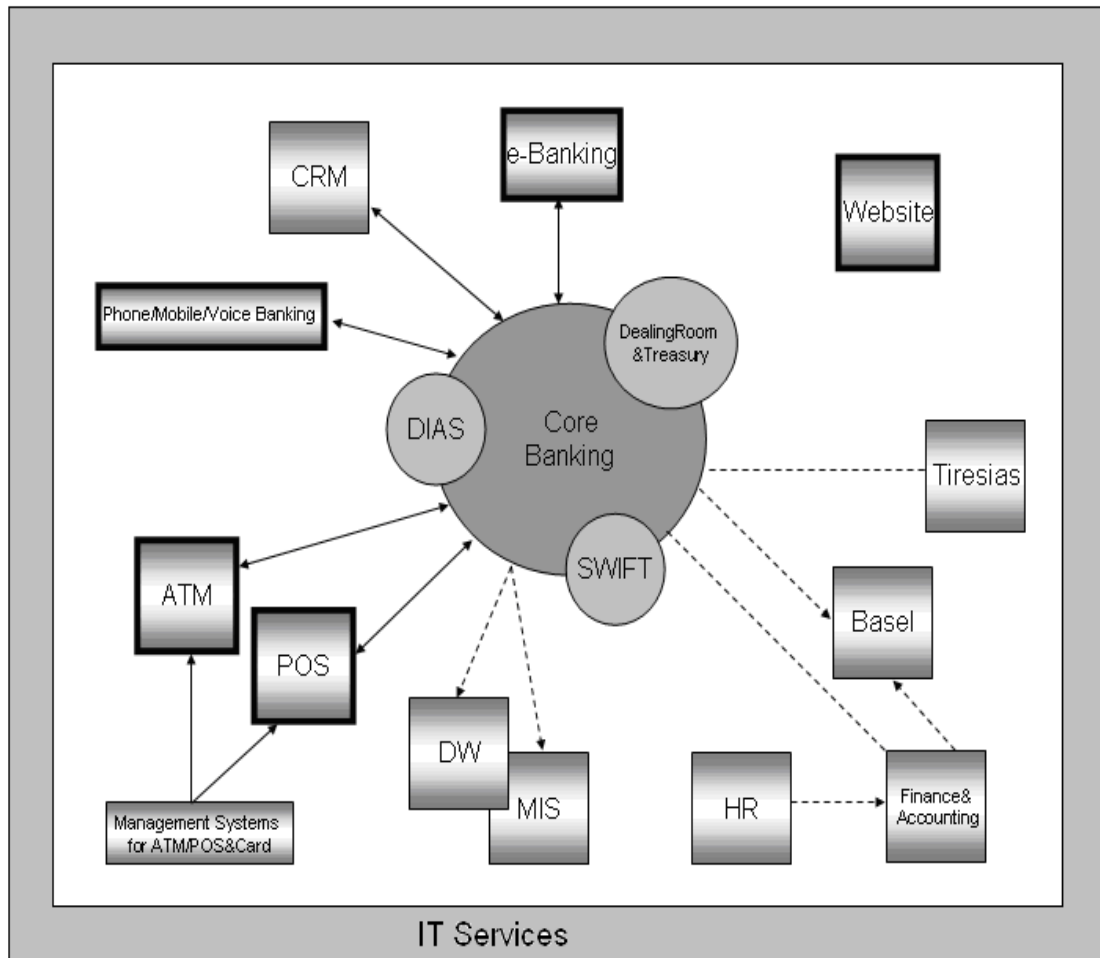 e-Banking
CRM
Website
Phone/Mobile/Voice Banking
DealingRoom
&Treasury
DIAS
Core
Banking
Tiresias
SWIFT
ATM
Basel
POS
DW
MIS
HR
Finance&
Accounting
Management Systems
for ATM/POS&Card
IT Services